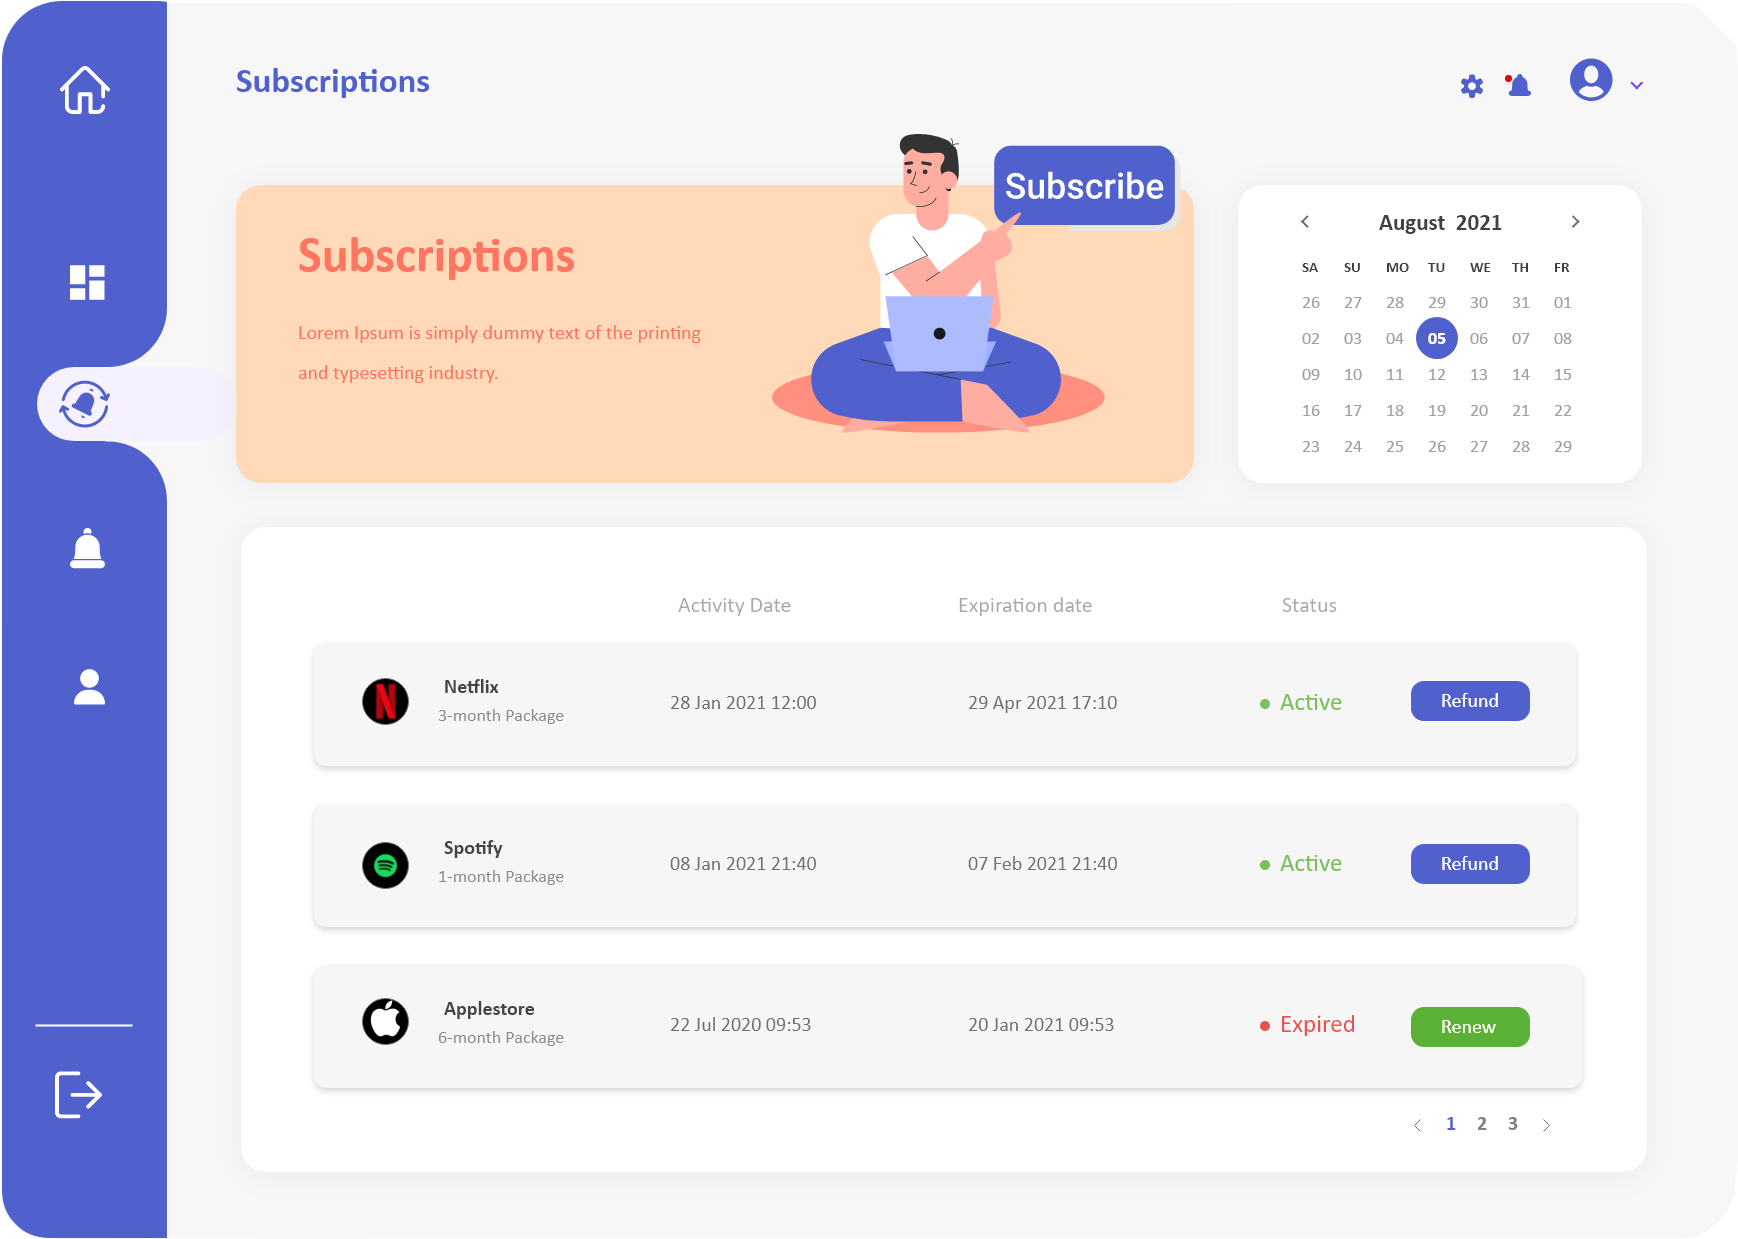 Subscriptions
Subscribe
Subscriptions
Lorem Ipsum is simply dummy text of the printing
and typesetting industry.
August 2021
SA SU MO TU WE TH FR
26 27 28 29 30 31 01
02 03 04 05 06 07 08
09 10 11 12 13 14 15
16 17 18 19 20 21 22
23 24 25 26 27 28 29
Activity Date Expiration date Status
Netflix
3-month Package
28 Jan 2021 12:00 29 Apr 2021 17:10 Active Refund
Spotify
1-month Package
08 Jan 2021 21:40 07 Feb 2021 21:40 Active Refund
Applestore
6-month Package
22 Jul 2020 09:53 20 Jan 2021 09:53 Expired Renew
1 2 3